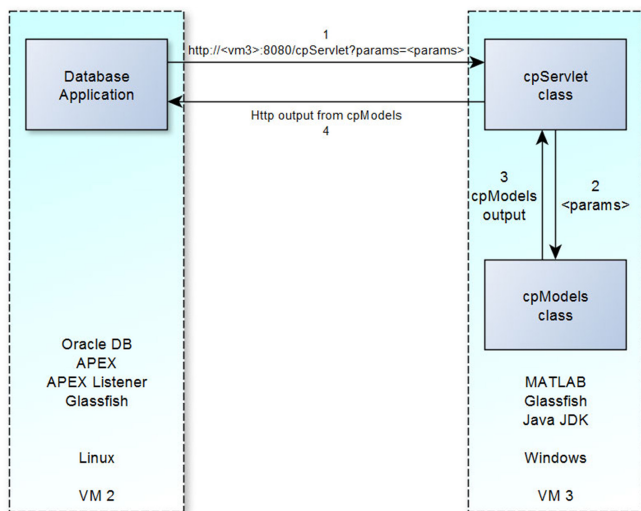 1
http://<vm3>:8080/cpServlet?params=<params>
Database
Application
cpServlet
class
Http output from cpModels
4
3
cpModels
output
2
<params>
cpModels
class
Oracle DB
APEX
APEX Listener
Glassfish
Linux
VM 2
MATLAB
Glassfish
Java JDK
Windows
VM 3